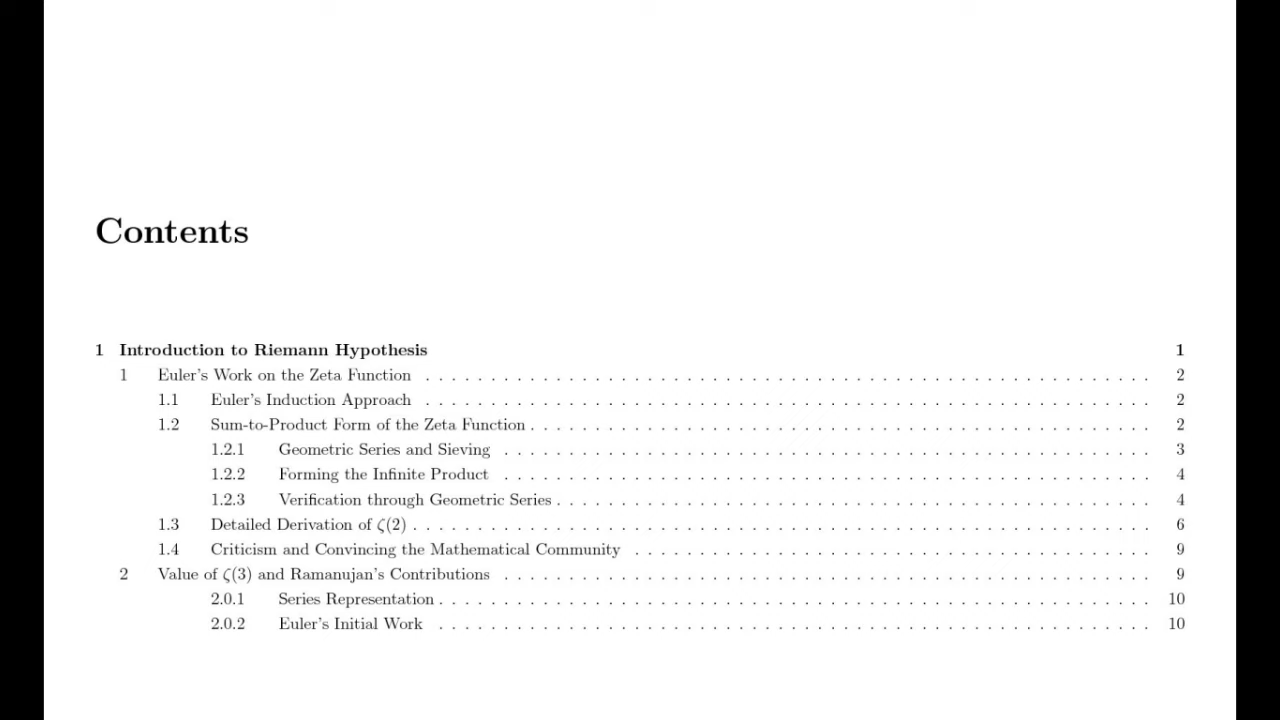 Contents
1 Introduction to Riemann Hypothesis 1
1 Euler's Work on the Zeta Function . . . . . . . . . . . . . . . . . . . . . . . . . . . . . . . . . . . . . . . . . . . . . . . . . . . . . . . . 2
1.1 Euler's Induction Approach . . . . . . . . . . . . . . . . . . . . . . . . . . . . . . . . . . . . . . . . . . . . . . . . . . . . . . . . 2
1.2 Sum-to-Product Form of the Zeta Function . . . . . . . . . . . . . . . . . . . . . . . . . . . . . . . . . . . . . . . . . . . . . . . . 2
1.2.1 Geometric Series and Sieving . . . . . . . . . . . . . . . . . . . . . . . . . . . . . . . . . . . . . . . . . . . . . . . . . . 3
1.2.2 Forming the Infinite Product . . . . . . . . . . . . . . . . . . . . . . . . . . . . . . . . . . . . . . . . . . . . . . . . . . 4
1.2.3 Verification through Geometric Series . . . . . . . . . . . . . . . . . . . . . . . . . . . . . . . . . . . . . . . . . . . . . . 4
1.3 Detailed Derivation of ζ(2) . . . . . . . . . . . . . . . . . . . . . . . . . . . . . . . . . . . . . . . . . . . . . . . . . . . . . . . . . 6
1.4 Criticism and Convincing the Mathematical Community . . . . . . . . . . . . . . . . . . . . . . . . . . . . . . . . . . . . . . . . 9
2 Value of ζ(3) and Ramanujan's Contributions . . . . . . . . . . . . . . . . . . . . . . . . . . . . . . . . . . . . . . . . . . . . . . . . . . 9
2.0.1 Series Representation . . . . . . . . . . . . . . . . . . . . . . . . . . . . . . . . . . . . . . . . . . . . . . . . . . . . . . . 10
2.0.2 Euler's Initial Work . . . . . . . . . . . . . . . . . . . . . . . . . . . . . . . . . . . . . . . . . . . . . . . . . . . . . . . 10